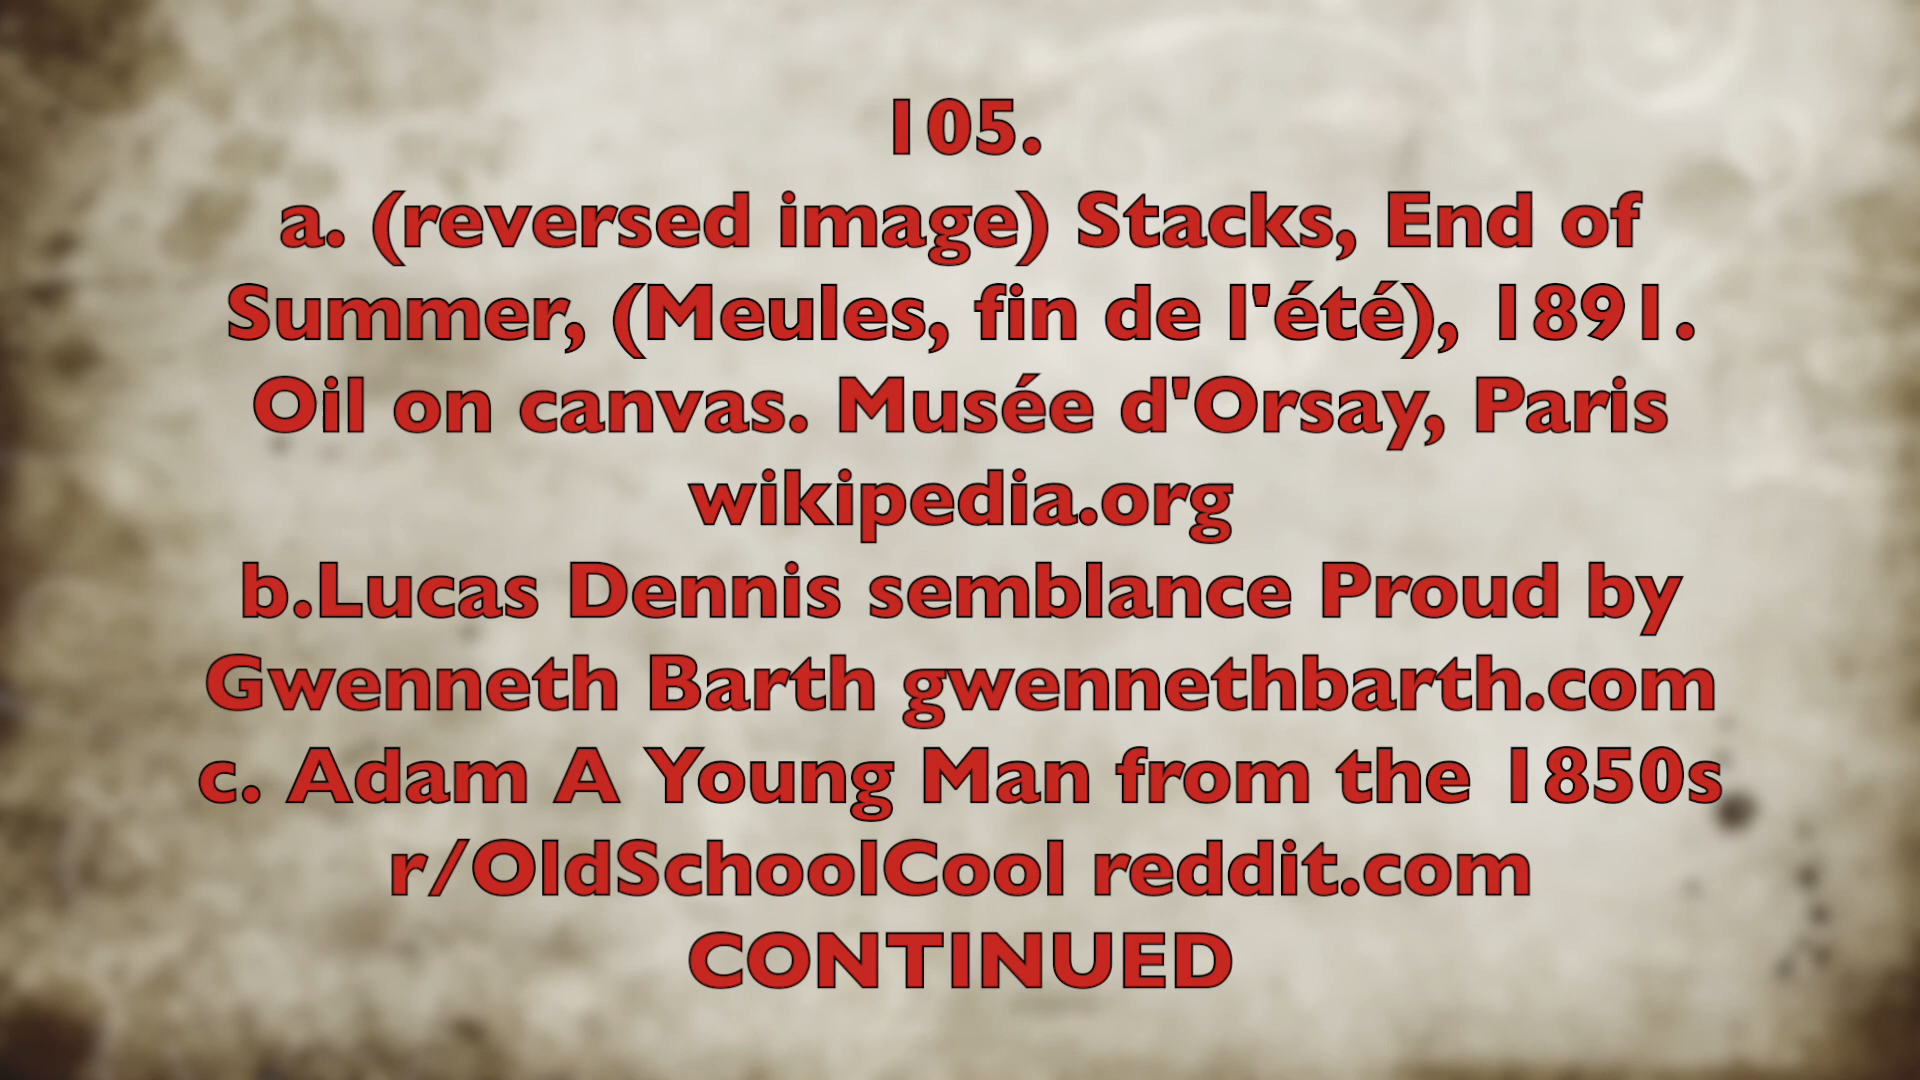 105.
a. (reversed image) Stacks, End of
Summer, (Meules, fin de l'été), 1891.
Oil on canvas. Musée d'Orsay, Paris
wikipedia.org
b.Lucas Dennis semblance Proud by
Gwenneth Barth gwennethbarth.com
c. Adam A Young Man from the 1850s
r/OldSchoolCool reddit.com
CONTINUED